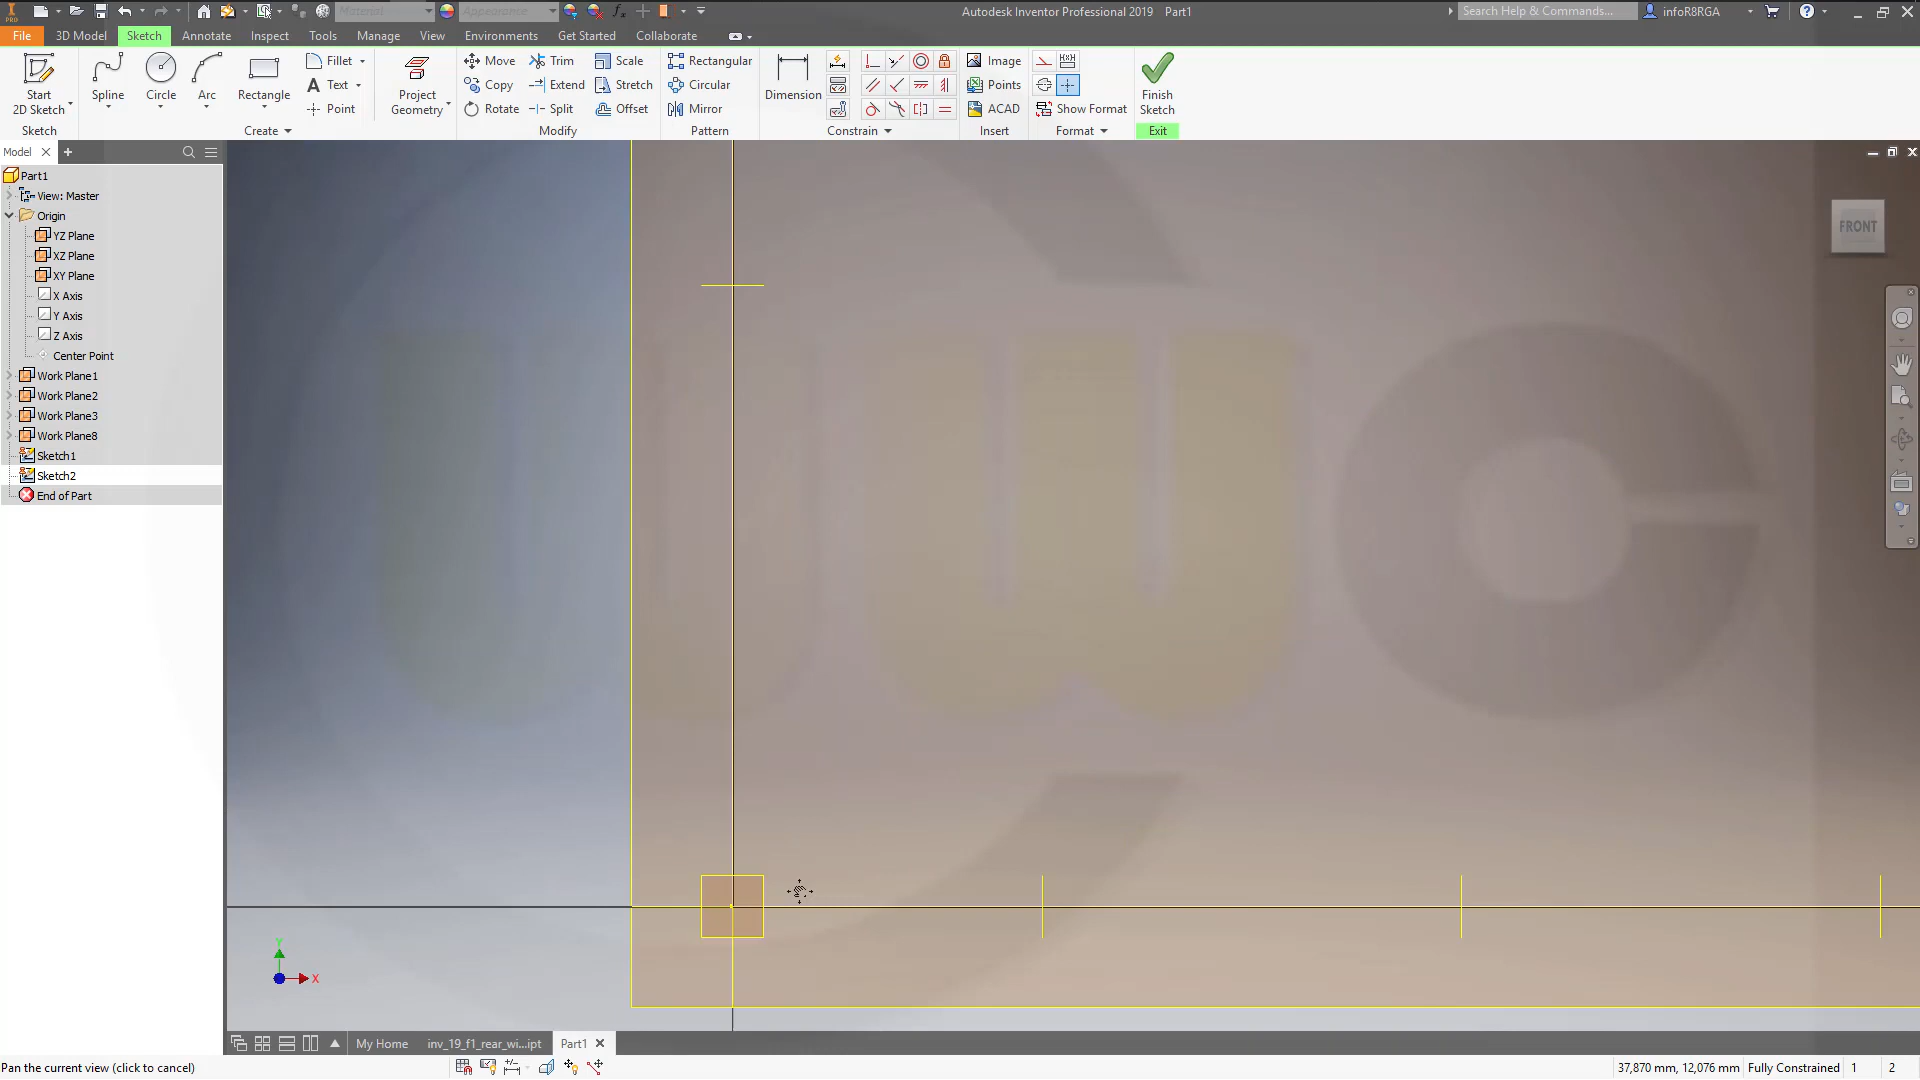 PRO
Material
Appearance
fx
Autodesk Inventor Professional 2019 Part1
Search Help & Commands...
infoR8RGA
File 3D Model Sketch Annotate Inspect Tools Manage View Environments Get Started Collaborate
Start
2D Sketch
Sketch
Spline
Circle
Arc
Rectangle
Fillet
Text
Point
Create
Project
Geometry
Move Trim Scale
Copy Extend Stretch
Rotate Split Offset
Modify
Rectangular
Circular
Mirror
Pattern
Dimension
Constrain
Image
Points
ACAD
Insert
Show Format
Format
Finish
Sketch
Exit
Model
Part1
View: Master
Origin
YZ Plane
XZ Plane
XY Plane
X Axis
Y Axis
Z Axis
Center Point
Work Plane1
Work Plane2
Work Plane3
Work Plane8
Sketch1
Sketch2
End of Part
FRONT
Y
X
My Home inv_19_f1_rear_wi...ipt Part1
Pan the current view (click to cancel)
37,870 mm, 12,076 mm Fully Constrained 1 2